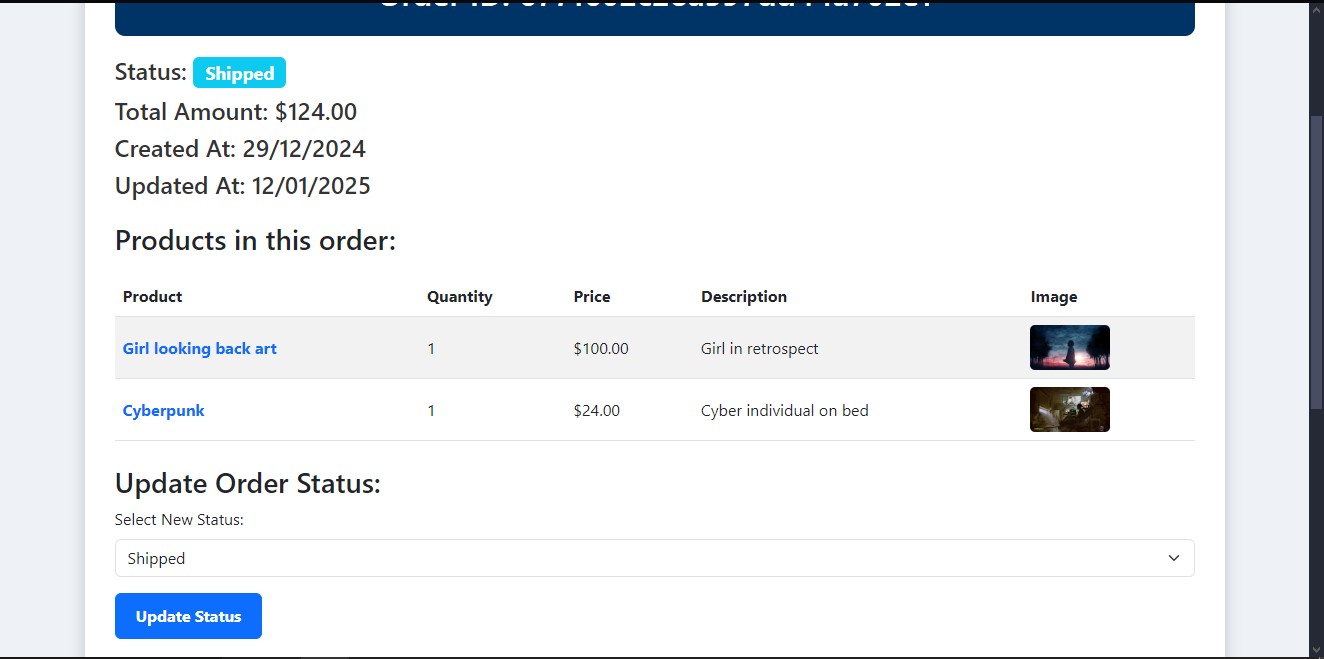 Status: Shipped
Total Amount: $124.00
Created At: 29/12/2024
Updated At: 12/01/2025
Products in this order:
Product Quantity Price Description Image
Girl looking back art 1 $100.00 Girl in retrospect
Cyberpunk 1 $24.00 Cyber individual on bed
Update Order Status:
Select New Status:
Shipped
Update Status